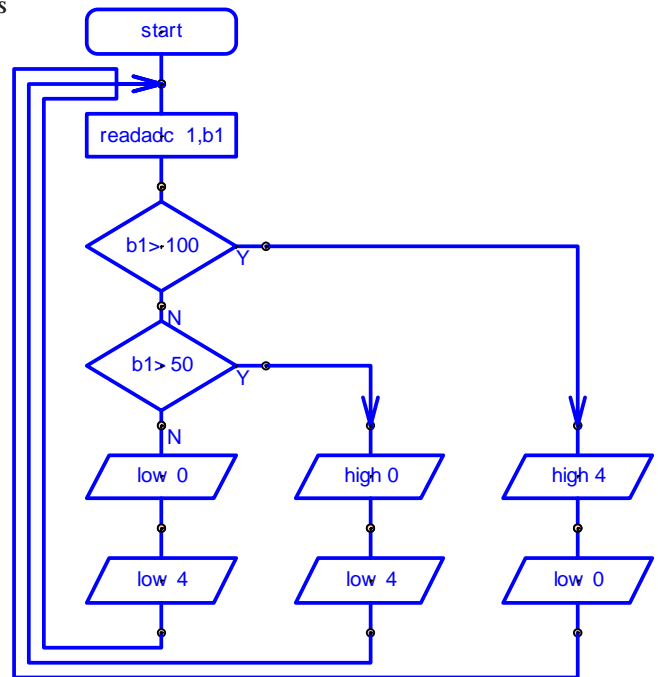 s
start
readadc 1,b1
b1> 100
Y
N
b1> 50
Y
N
low 0
high 0
high 4
low 4
low 4
low 0